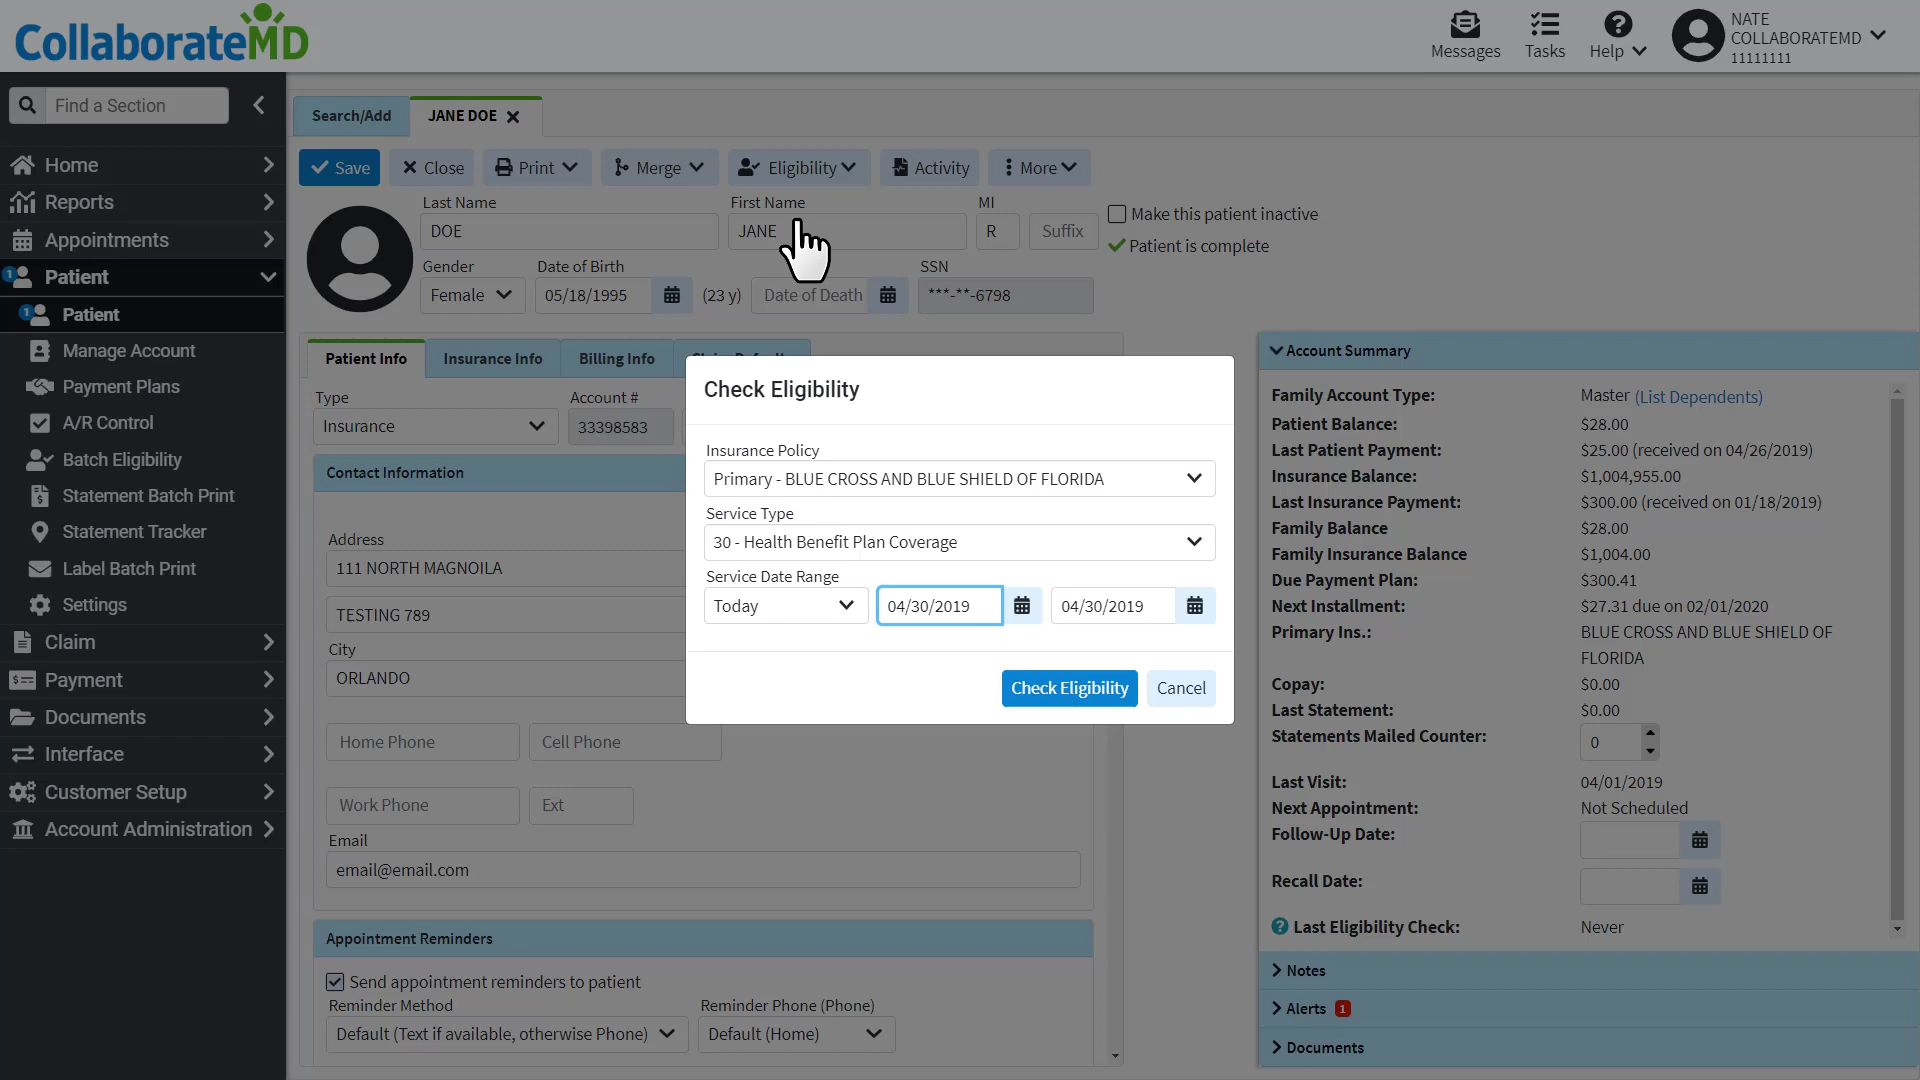 CollaborateMD
Messages
Tasks
Help
NATE
COLLABORATEMD
11111111
Find a Section
Home
Reports
Appointments
1 Patient
1 Patient
Manage Account
Payment Plans
A/R Control
Batch Eligibility
Statement Batch Print
Statement Tracker
Label Batch Print
Settings
Claim
Payment
Documents
Interface
Customer Setup
Account Administration
Search/Add
JANE DOE
Save
Close
Print
Merge
Eligibility
Activity
More
Last Name
First Name
MI
DOE
JANE
R
Suffix
Make this patient inactive
Patient is complete
Gender
Date of Birth
SSN
Female
05/18/1995
(23 y)
Date of Death
***-**-6798
Patient Info
Insurance Info
Billing Info
Type
Account #
Insurance
33398583
Contact Information
Address
111 NORTH MAGNOILA
TESTING 789
City
ORLANDO
Home Phone
Cell Phone
Work Phone
Ext
Email
email@email.com
Appointment Reminders
Send appointment reminders to patient
Reminder Method
Reminder Phone (Phone)
Default (Text if available, otherwise Phone)
Default (Home)
Check Eligibility
Insurance Policy
Primary - BLUE CROSS AND BLUE SHIELD OF FLORIDA
Service Type
30 - Health Benefit Plan Coverage
Service Date Range
Today
04/30/2019
04/30/2019
Check Eligibility
Cancel
Account Summary
Family Account Type: Master (List Dependents)
Patient Balance: $28.00
Last Patient Payment: $25.00 (received on 04/26/2019)
Insurance Balance: $1,004,955.00
Last Insurance Payment: $300.00 (received on 01/18/2019)
Family Balance $28.00
Family Insurance Balance $1,004.00
Due Payment Plan: $300.41
Next Installment: $27.31 due on 02/01/2020
Primary Ins.: BLUE CROSS AND BLUE SHIELD OF
FLORIDA
Copay: $0.00
Last Statement: $0.00
Statements Mailed Counter: 0
Last Visit: 04/01/2019
Next Appointment: Not Scheduled
Follow-Up Date:
Recall Date:
Last Eligibility Check: Never
Notes
Alerts 1
Documents